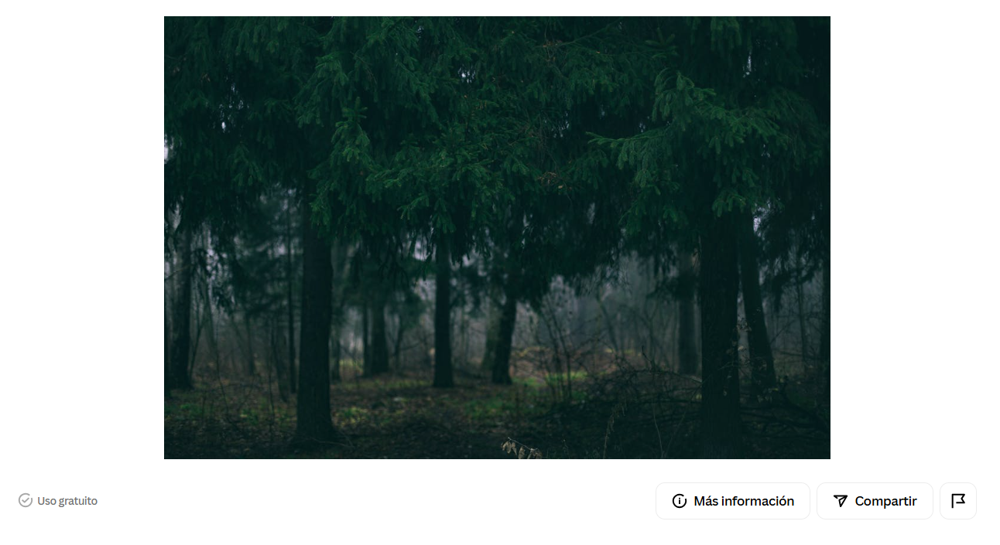 Uso gratuito
Más información
Compartir